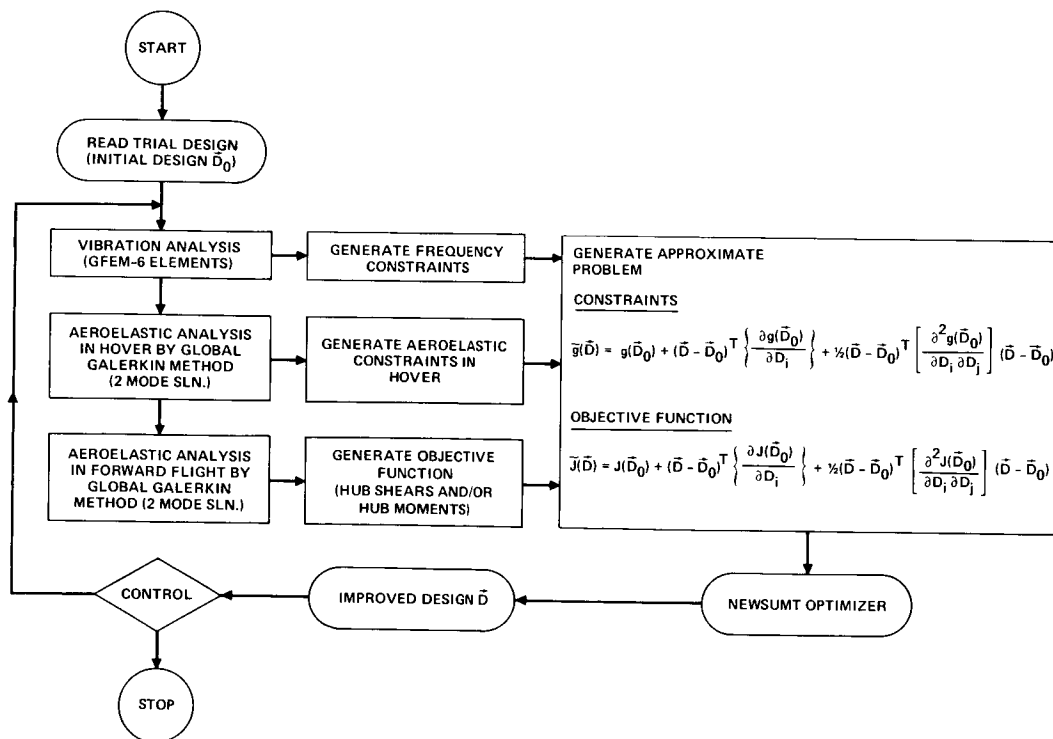 START
READ TRIAL DESIGN
(INITIAL DESIGN D⃗₀)
VIBRATION ANALYSIS
(GFEM-6 ELEMENTS)
GENERATE FREQUENCY
CONSTRAINTS
AEROELASTIC ANALYSIS
IN HOVER BY GLOBAL
GALERKIN METHOD
(2 MODE SLN.)
GENERATE AEROELASTIC
CONSTRAINTS IN
HOVER
AEROELASTIC ANALYSIS
IN FORWARD FLIGHT BY
GLOBAL GALERKIN
METHOD (2 MODE SLN.)
GENERATE OBJECTIVE
FUNCTION
(HUB SHEARS AND/OR
HUB MOMENTS)
GENERATE APPROXIMATE
PROBLEM
CONSTRAINTS
g̃(D⃗) = g(D⃗₀) + (D⃗ – D⃗₀)ᵀ { ∂g(D⃗₀) / ∂Dᵢ } + ½(D⃗ – D⃗₀)ᵀ [ ∂²g(D⃗₀) / ∂Dᵢ ∂Dⱼ ] (D⃗ – D⃗₀)
OBJECTIVE FUNCTION
J̃(D⃗) = J(D⃗₀) + (D⃗ – D⃗₀)ᵀ { ∂J(D⃗₀) / ∂Dᵢ } + ½(D⃗ – D⃗₀)ᵀ [ ∂²J(D⃗₀) / ∂Dᵢ ∂Dⱼ ] (D⃗ – D⃗₀)
NEWSUMT OPTIMIZER
IMPROVED DESIGN D⃗
CONTROL
STOP